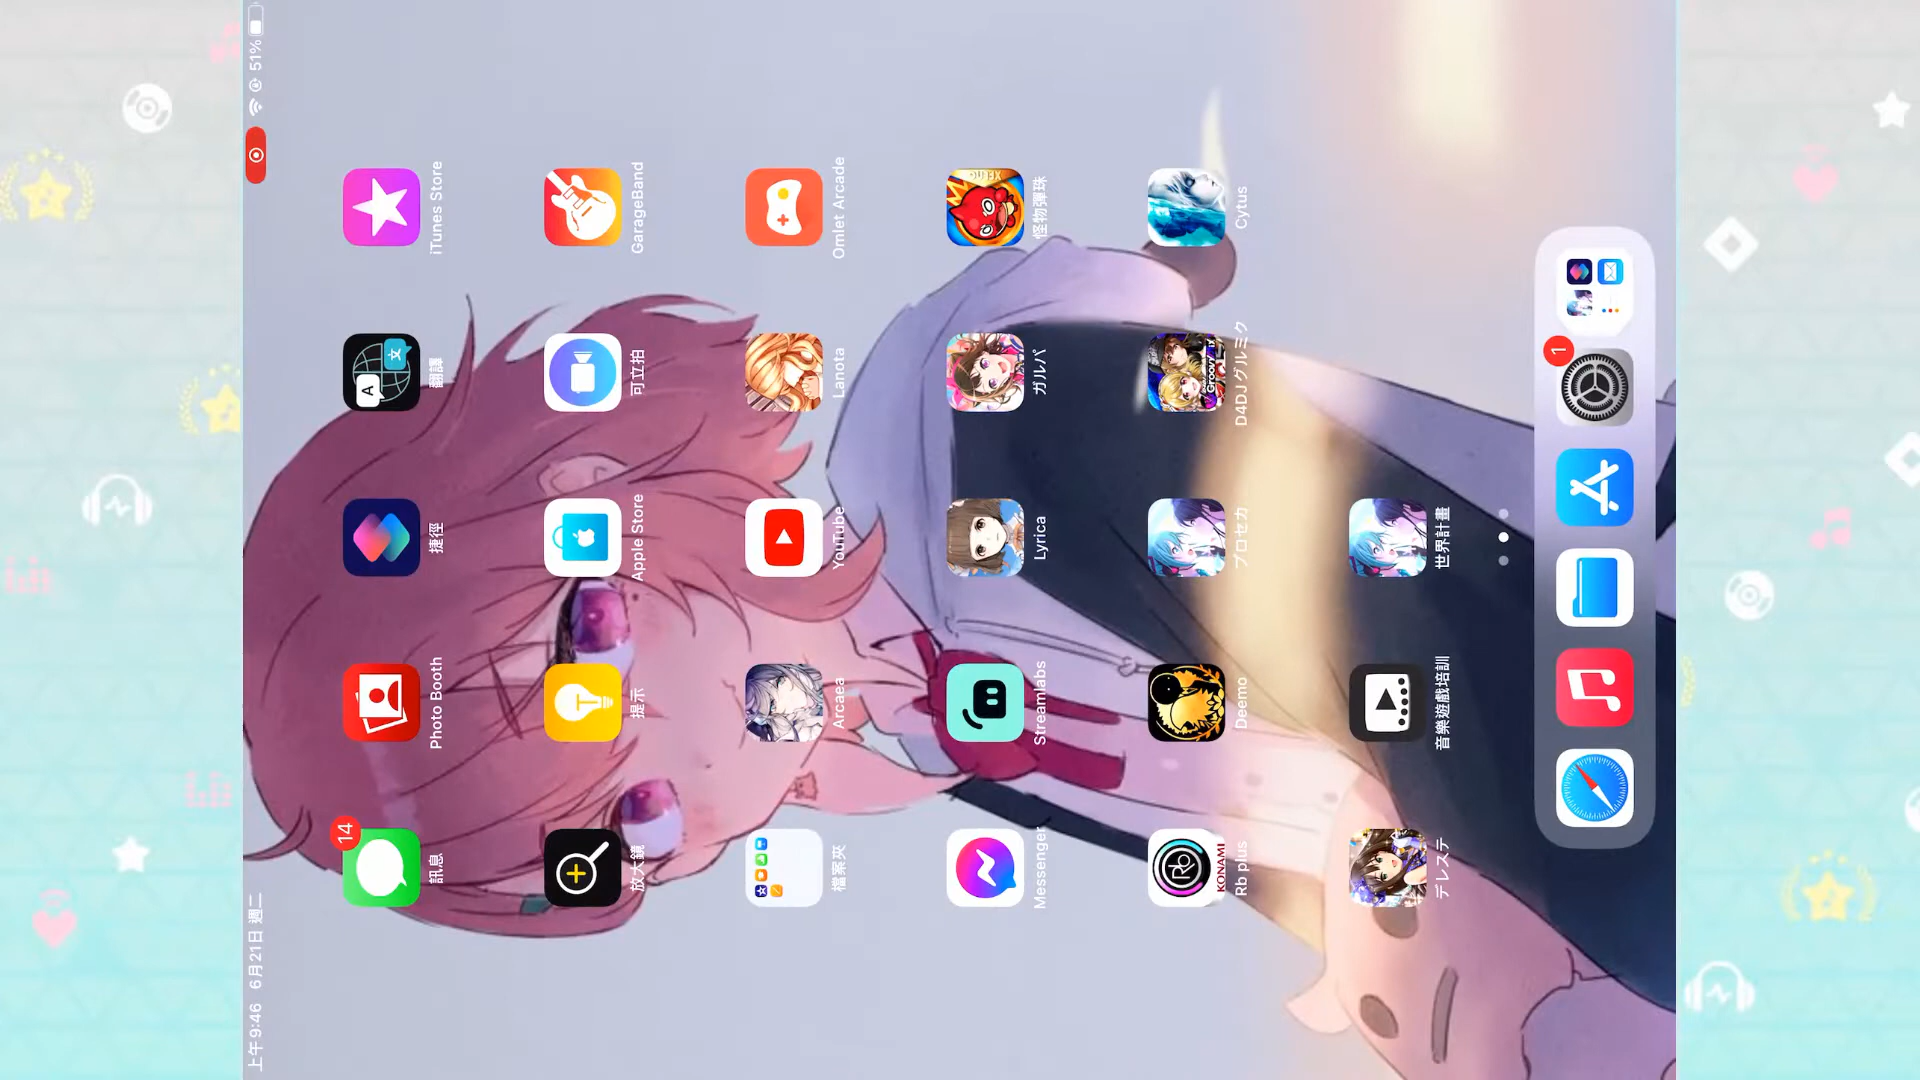 上午9:46 6月21日 週二
51%
14
訊息
Photo Booth
捷徑
翻譯
iTunes Store
放大鏡
提示
Apple Store
可立拍
GarageBand
檔案夾
Arcaea
YouTube
Lanota
Omlet Arcade
Messenger
Streamlabs
Lyrica
ガルパ
怪物彈珠
Rb
KONAMI
Rb plus
Deemo
プロセカ
Groovy
D4DJ グルミク
Cytus
デレステ
音樂遊戲培訓
世界計畫
1